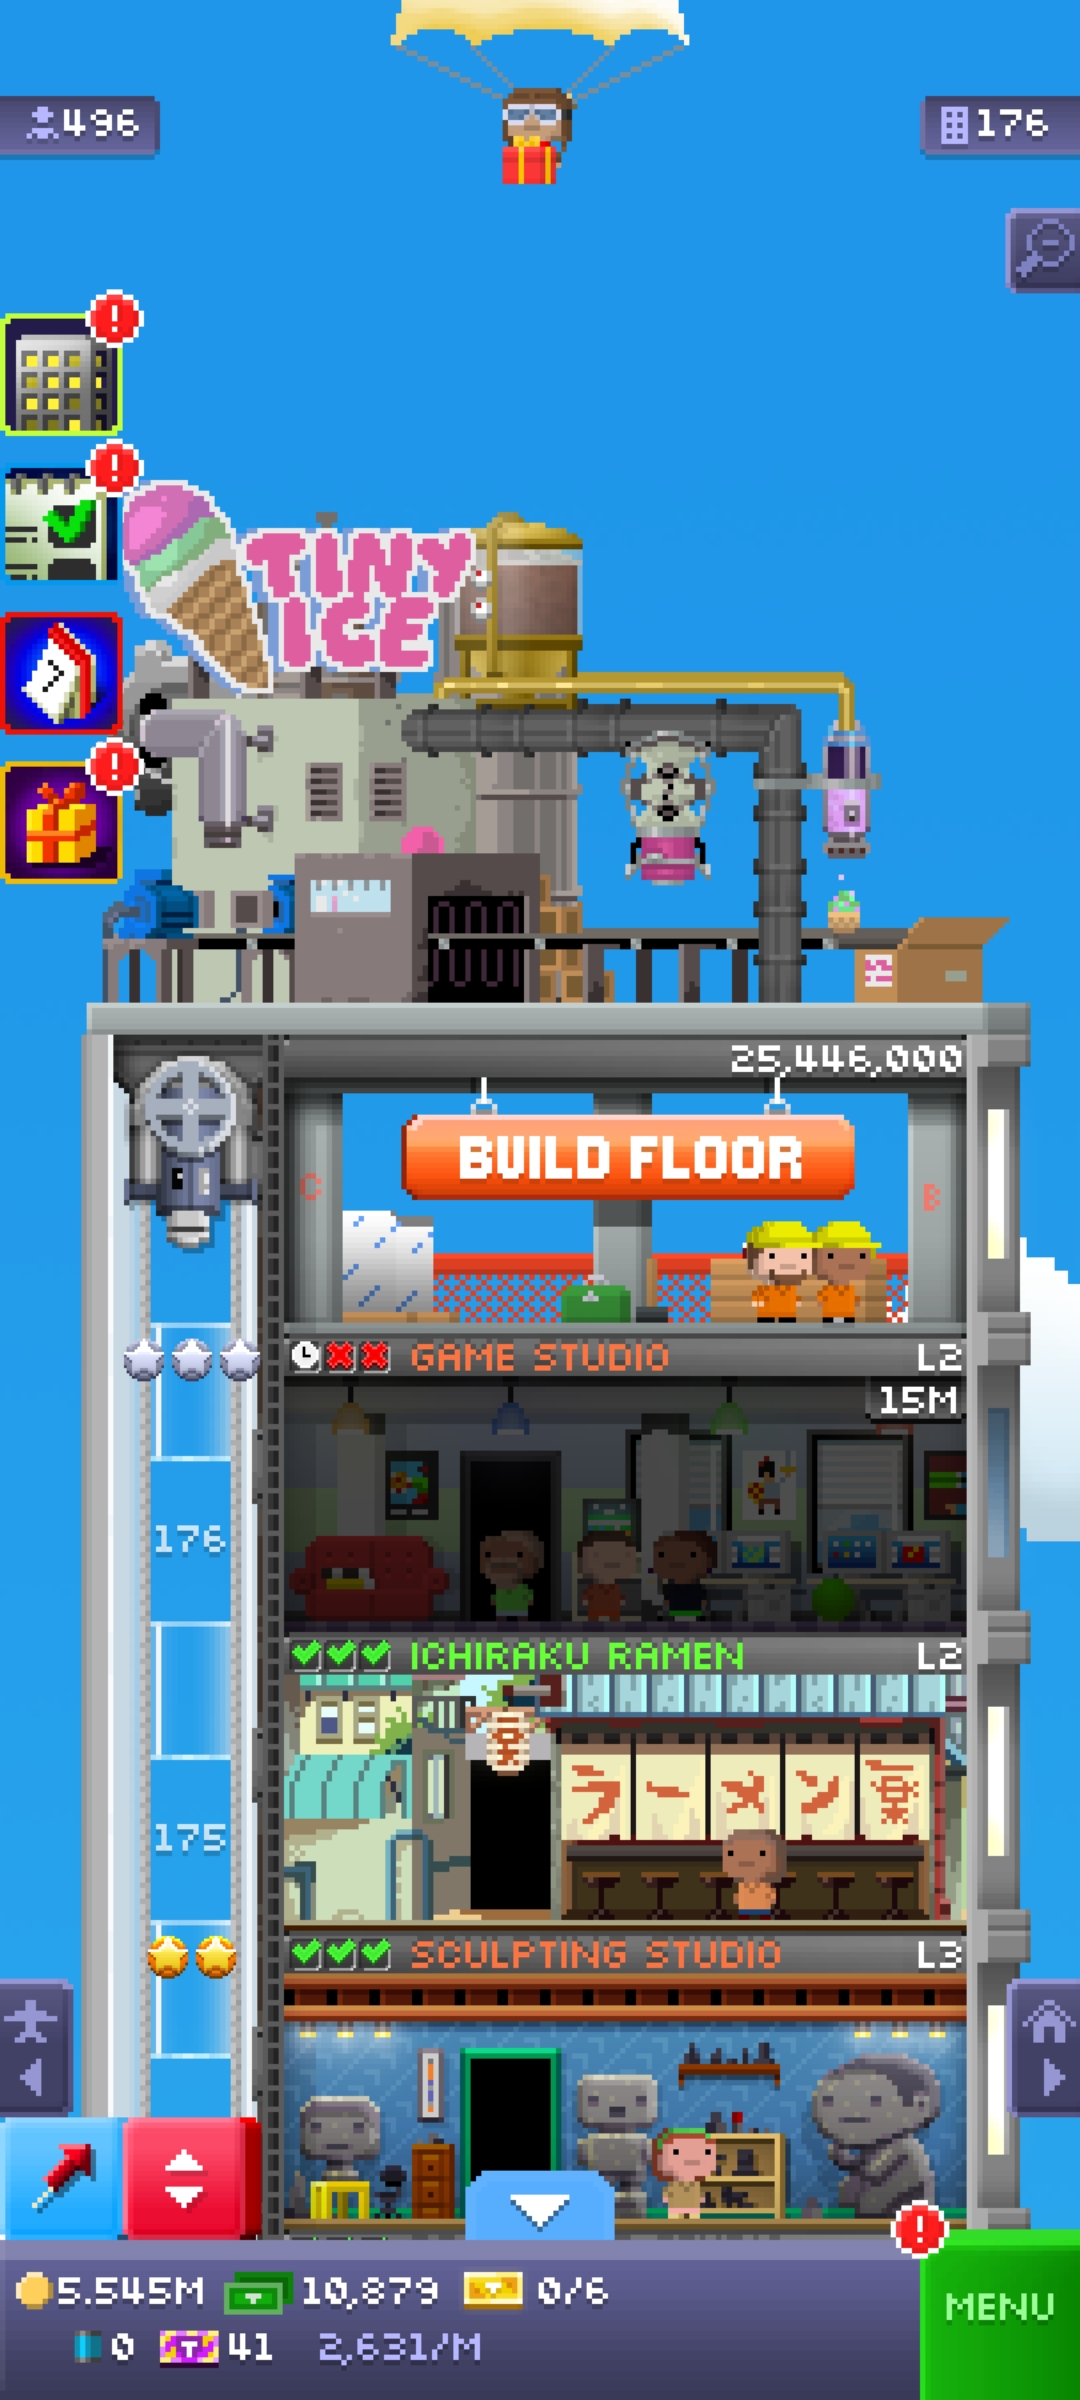 496
176
TINY
ICE
25,446,000
BUILD FLOOR
C
B
GAME STUDIO
L2
15M
176
ICHIRAKU RAMEN
L2
ラーメン
175
SCULPTING STUDIO
L3
5.545M
10,879
0/6
0
T
41
2,631/M
MENU